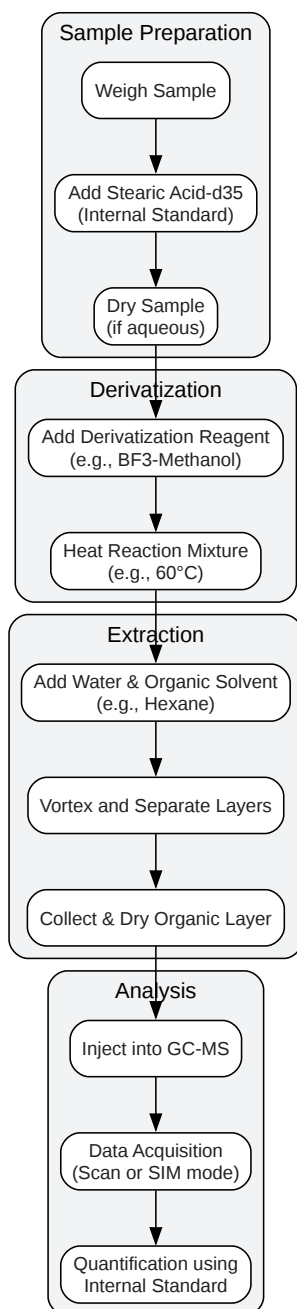 Sample Preparation
Weigh Sample
Add Stearic Acid-d35
(Internal Standard)
Dry Sample
(if aqueous)
Derivatization
Add Derivatization Reagent
(e.g., BF3-Methanol)
Heat Reaction Mixture
(e.g., 60°C)
Extraction
Add Water & Organic Solvent
(e.g., Hexane)
Vortex and Separate Layers
Collect & Dry Organic Layer
Analysis
Inject into GC-MS
Data Acquisition
(Scan or SIM mode)
Quantification using
Internal Standard